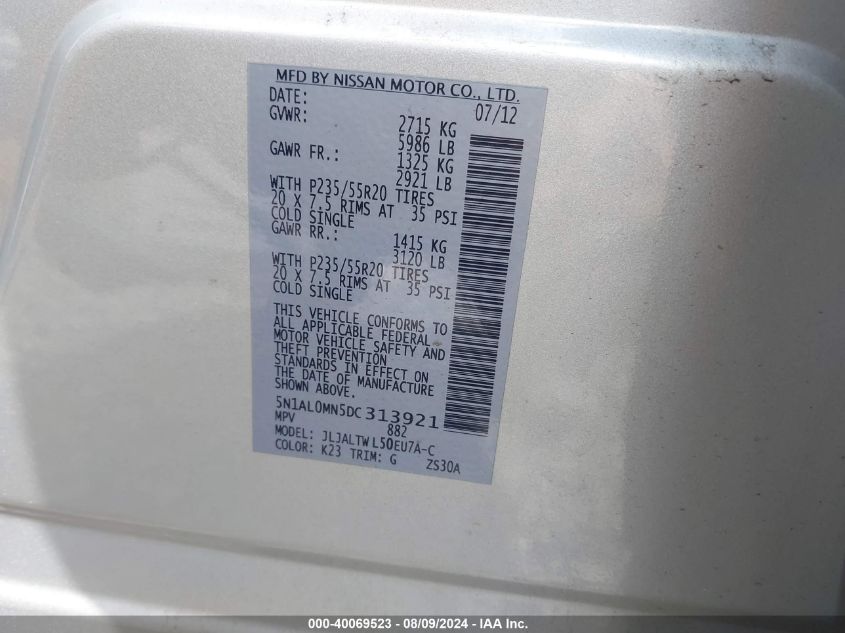 MFD BY NISSAN MOTOR CO., LTD.
DATE: 07/12
GVWR: 2715 KG
5986 LB
GAWR FR.: 1325 KG
2921 LB
WITH P235/55R20 TIRES
20 X 7.5 RIMS AT 35 PSI
COLD SINGLE
GAWR RR.: 1415 KG
3120 LB
WITH P235/55R20 TIRES
20 X 7.5 RIMS AT 35 PSI
COLD SINGLE
THIS VEHICLE CONFORMS TO
ALL APPLICABLE FEDERAL
MOTOR VEHICLE SAFETY AND
THEFT PREVENTION
STANDARDS IN EFFECT ON
THE DATE OF MANUFACTURE
SHOWN ABOVE.
5N1AL0MN5DC313921
MPV 882
MODEL: JLJALTWL50EU7A-C
COLOR: K23 TRIM: G ZS30A
000-40069523 - 08/09/2024 - IAA Inc.